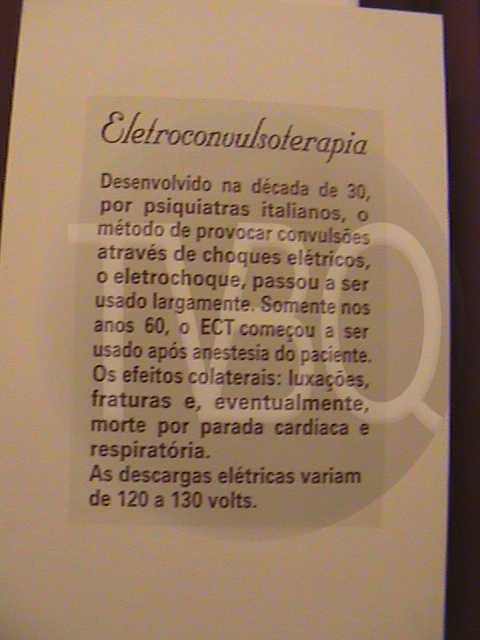 Eletroconvulsoterapia
Desenvolvido na década de 30,
por psiquiatras italianos, o
método de provocar convulsões
através de choques elétricos,
o eletrochoque, passou a ser
usado largamente. Somente nos
anos 60, o ECT começou a ser
usado após anestesia do paciente.
Os efeitos colaterais: luxações,
fraturas e, eventualmente,
morte por parada cardíaca e
respiratória.
As descargas elétricas variam
de 120 a 130 volts.